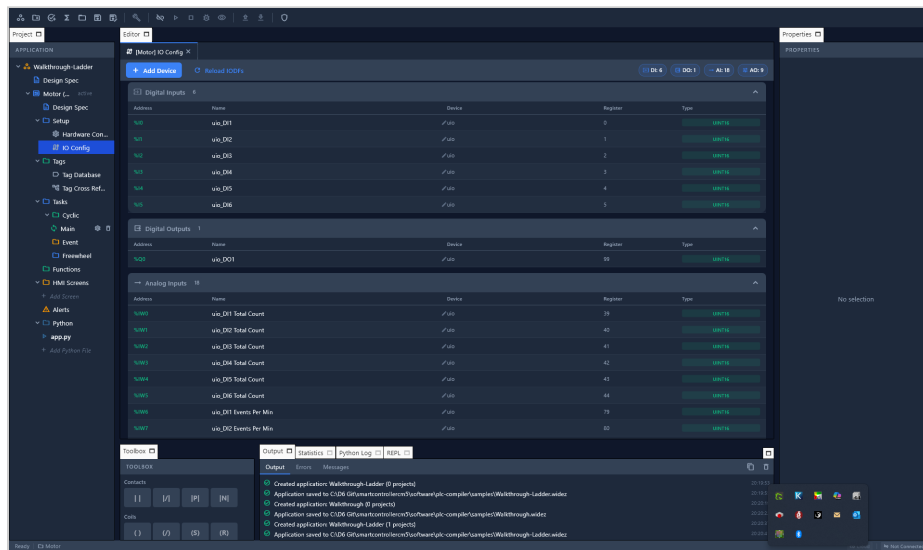 Project
Editor
Properties
APPLICATION
[Motor] IO Config
PROPERTIES
Walkthrough-Ladder
Design Spec
Motor (... active
Design Spec
Setup
Hardware Con...
IO Config
Tags
Tag Database
Tag Cross Ref...
Tasks
Cyclic
Main
Event
Freewheel
Functions
HMI Screens
+ Add Screen
Alerts
Python
app.py
+ Add Python File
+ Add Device
Reload IODFs
DI: 6
DO: 1
AI: 18
AO: 9
Digital Inputs 6
Address Name Device Register Type
%I0 uio_DI1 uio 0 UINT16
%I1 uio_DI2 uio 1 UINT16
%I2 uio_DI3 uio 2 UINT16
%I3 uio_DI4 uio 3 UINT16
%I4 uio_DI5 uio 4 UINT16
%I5 uio_DI6 uio 5 UINT16
Digital Outputs 1
Address Name Device Register Type
%Q0 uio_DO1 uio 98 UINT16
Analog Inputs 18
Address Name Device Register Type
%IW0 uio_DI1 Total Count uio 39 UINT16
%IW1 uio_DI2 Total Count uio 40 UINT16
%IW2 uio_DI3 Total Count uio 41 UINT16
%IW3 uio_DI4 Total Count uio 42 UINT16
%IW4 uio_DI5 Total Count uio 43 UINT16
%IW5 uio_DI6 Total Count uio 44 UINT16
%IW6 uio_DI1 Events Per Min uio 79 UINT16
%IW7 uio_DI2 Events Per Min uio 80 UINT16
No selection
Toolbox
TOOLBOX
Contacts
| | |/| |P| |N|
Coils
( ) (/) (S) (R)
Output Statistics Python Log REPL
Output Errors Messages
Created application: Walkthrough-Ladder (0 projects)
Application saved to C:\D6 Git\smartcontrollercm5\software\plc-compiler\samples\Walkthrough-Ladder.widez
Created application: Walkthrough (0 projects)
Application saved to C:\D6 Git\smartcontrollercm5\software\plc-compiler\samples\Walkthrough.widez
Created application: Walkthrough-Ladder (1 projects)
Application saved to C:\D6 Git\smartcontrollercm5\software\plc-compiler\samples\Walkthrough-Ladder.widez
Ready Motor
Not Connected